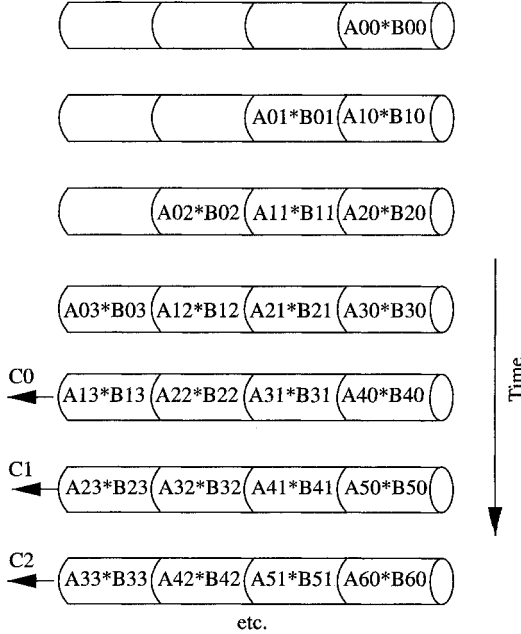 A00*B00
A01*B01 A10*B10
A02*B02 A11*B11 A20*B20
A03*B03 A12*B12 A21*B21 A30*B30
C0
A13*B13 A22*B22 A31*B31 A40*B40
Time
C1
A23*B23 A32*B32 A41*B41 A50*B50
C2
A33*B33 A42*B42 A51*B51 A60*B60
etc.